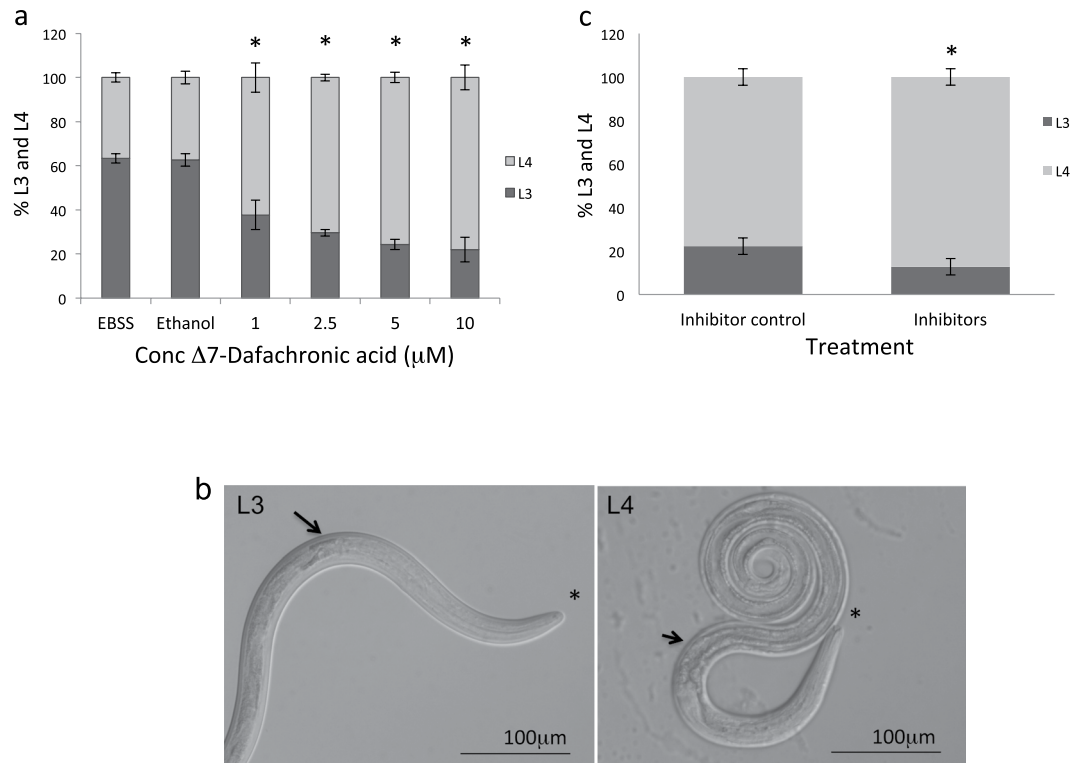 a
120
100
80
60
40
20
0
% L3 and L4
* * * *
EBSS Ethanol 1 2.5 5 10
Conc Δ7-Dafachronic acid (μM)
L4
L3
c
120
100
80
60
40
20
0
% L3 and L4
*
Inhibitor control Inhibitors
Treatment
L3
L4
b
L3
*
100μm
L4
*
100μm